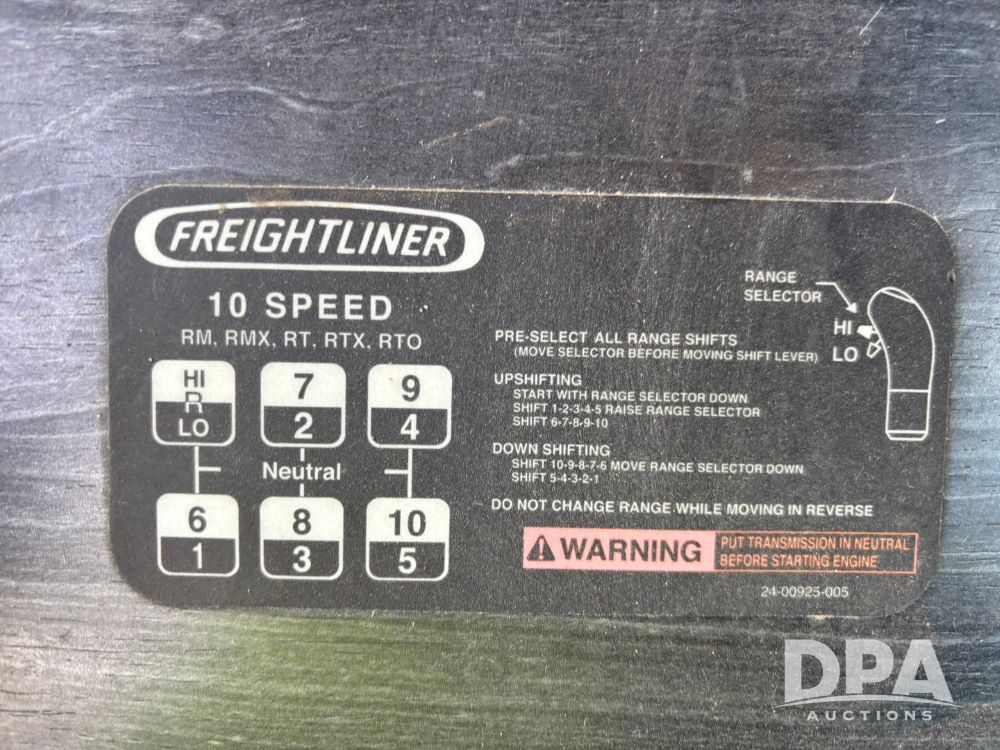 FREIGHTLINER
10 SPEED
RM, RMX, RT, RTX, RTO
HI
R
LO
7
2
9
4
Neutral
6
1
8
3
10
5
RANGE
SELECTOR
HI
LO
PRE-SELECT ALL RANGE SHIFTS
(MOVE SELECTOR BEFORE MOVING SHIFT LEVER)
UPSHIFTING
START WITH RANGE SELECTOR DOWN
SHIFT 1-2-3-4-5 RAISE RANGE SELECTOR
SHIFT 6-7-8-9-10
DOWN SHIFTING
SHIFT 10-9-8-7-6 MOVE RANGE SELECTOR DOWN
SHIFT 5-4-3-2-1
DO NOT CHANGE RANGE WHILE MOVING IN REVERSE
WARNING
PUT TRANSMISSION IN NEUTRAL
BEFORE STARTING ENGINE
24-00925-005
DPA
AUCTIONS